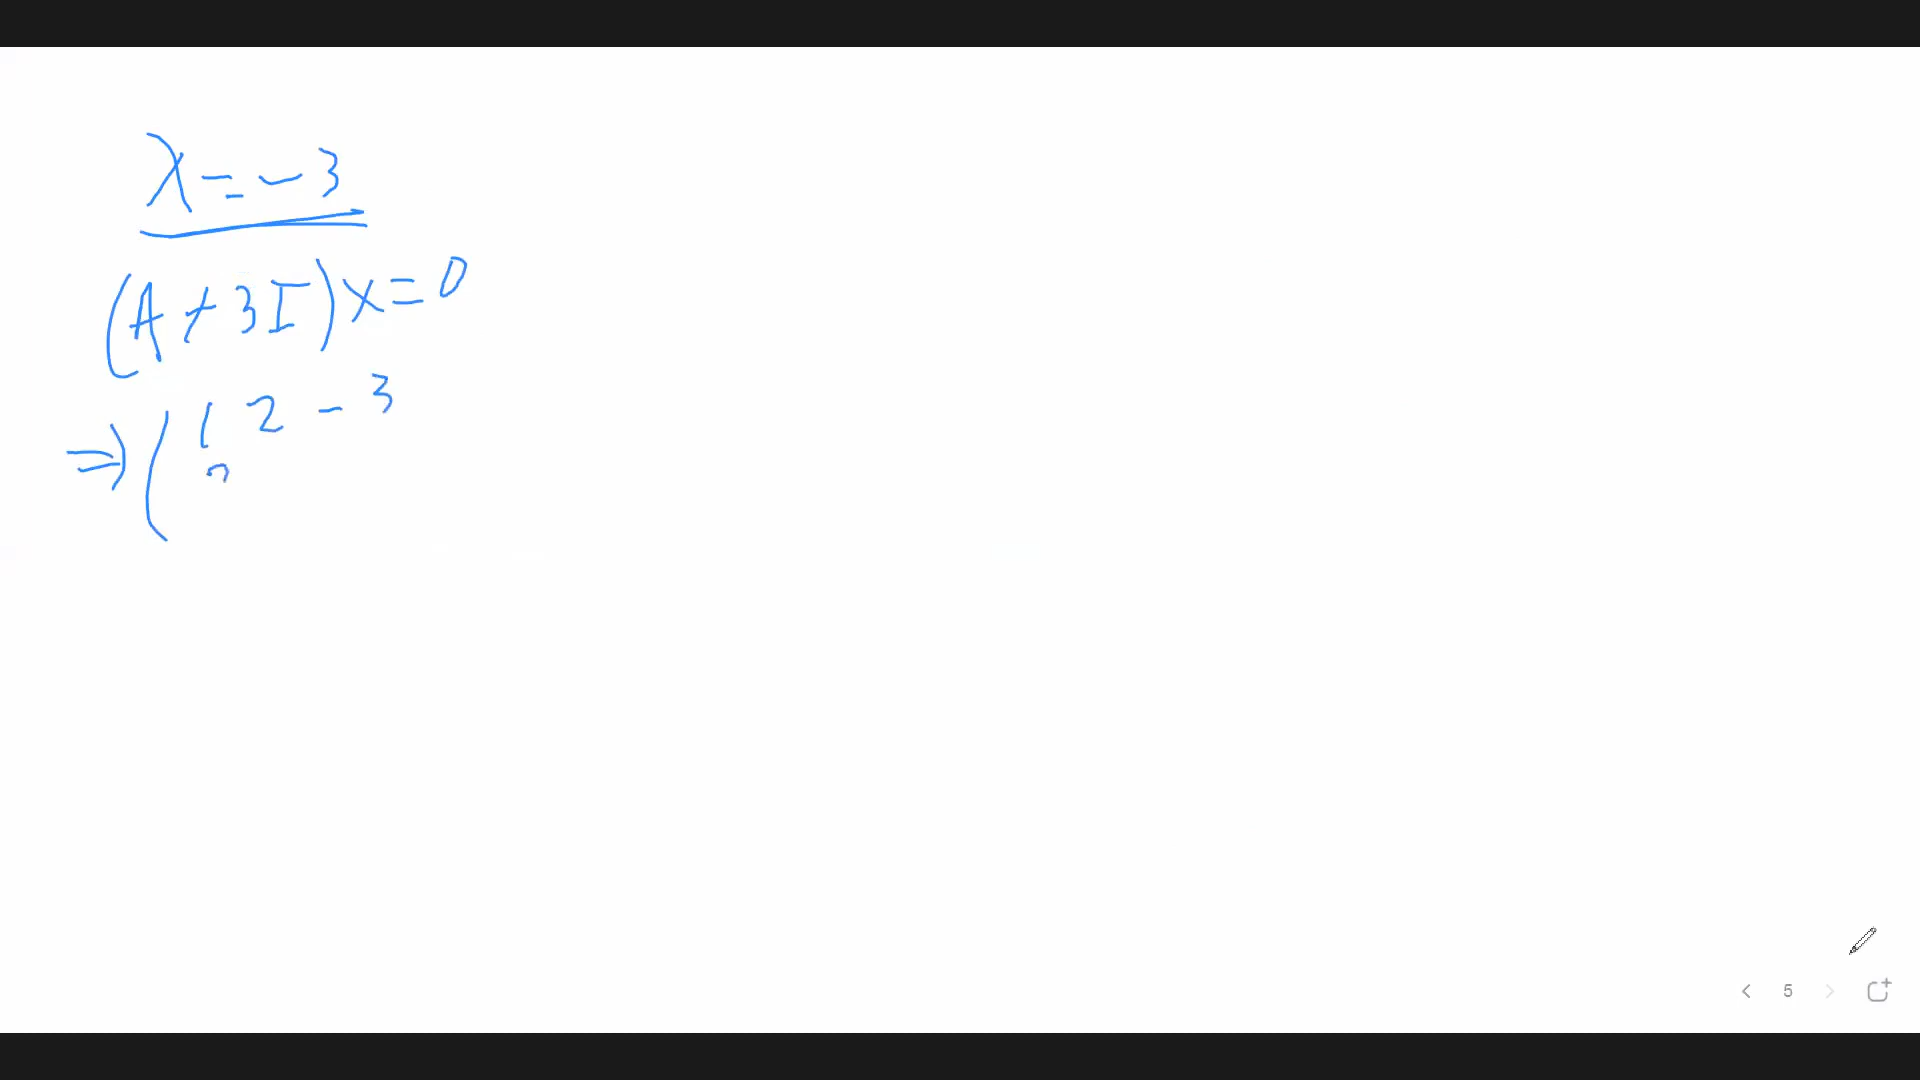 λ = -3
(A + 3I)x = 0
⇒ ( 1 2 -3
5